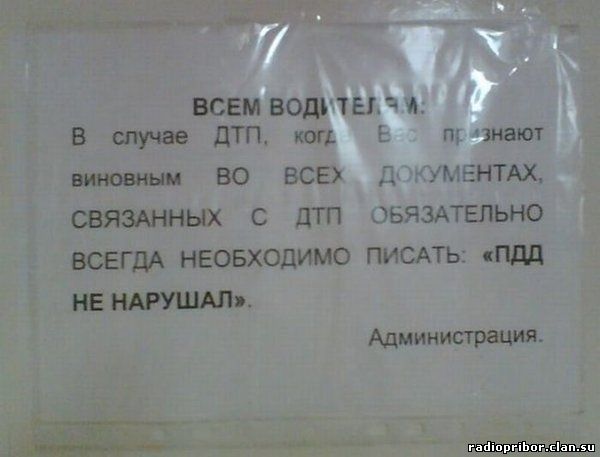 ВСЕМ ВОДИТЕЛЯМ:
В случае ДТП, когда Вас признают
виновным ВО ВСЕХ ДОКУМЕНТАХ,
СВЯЗАННЫХ С ДТП ОБЯЗАТЕЛЬНО
ВСЕГДА НЕОБХОДИМО ПИСАТЬ: «ПДД
НЕ НАРУШАЛ».
Администрация.
radiopribor.clan.su